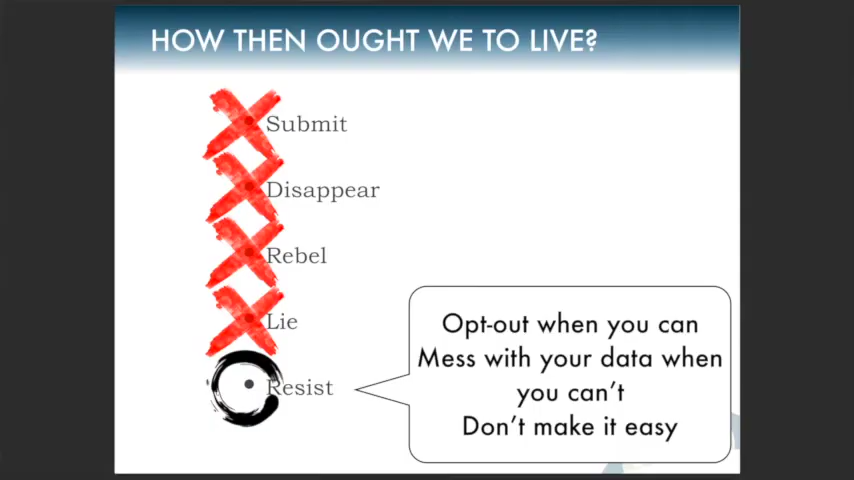 HOW THEN OUGHT WE TO LIVE?
Submit
Disappear
Rebel
Lie
Resist
Opt-out when you can
Mess with your data when
you can't
Don't make it easy